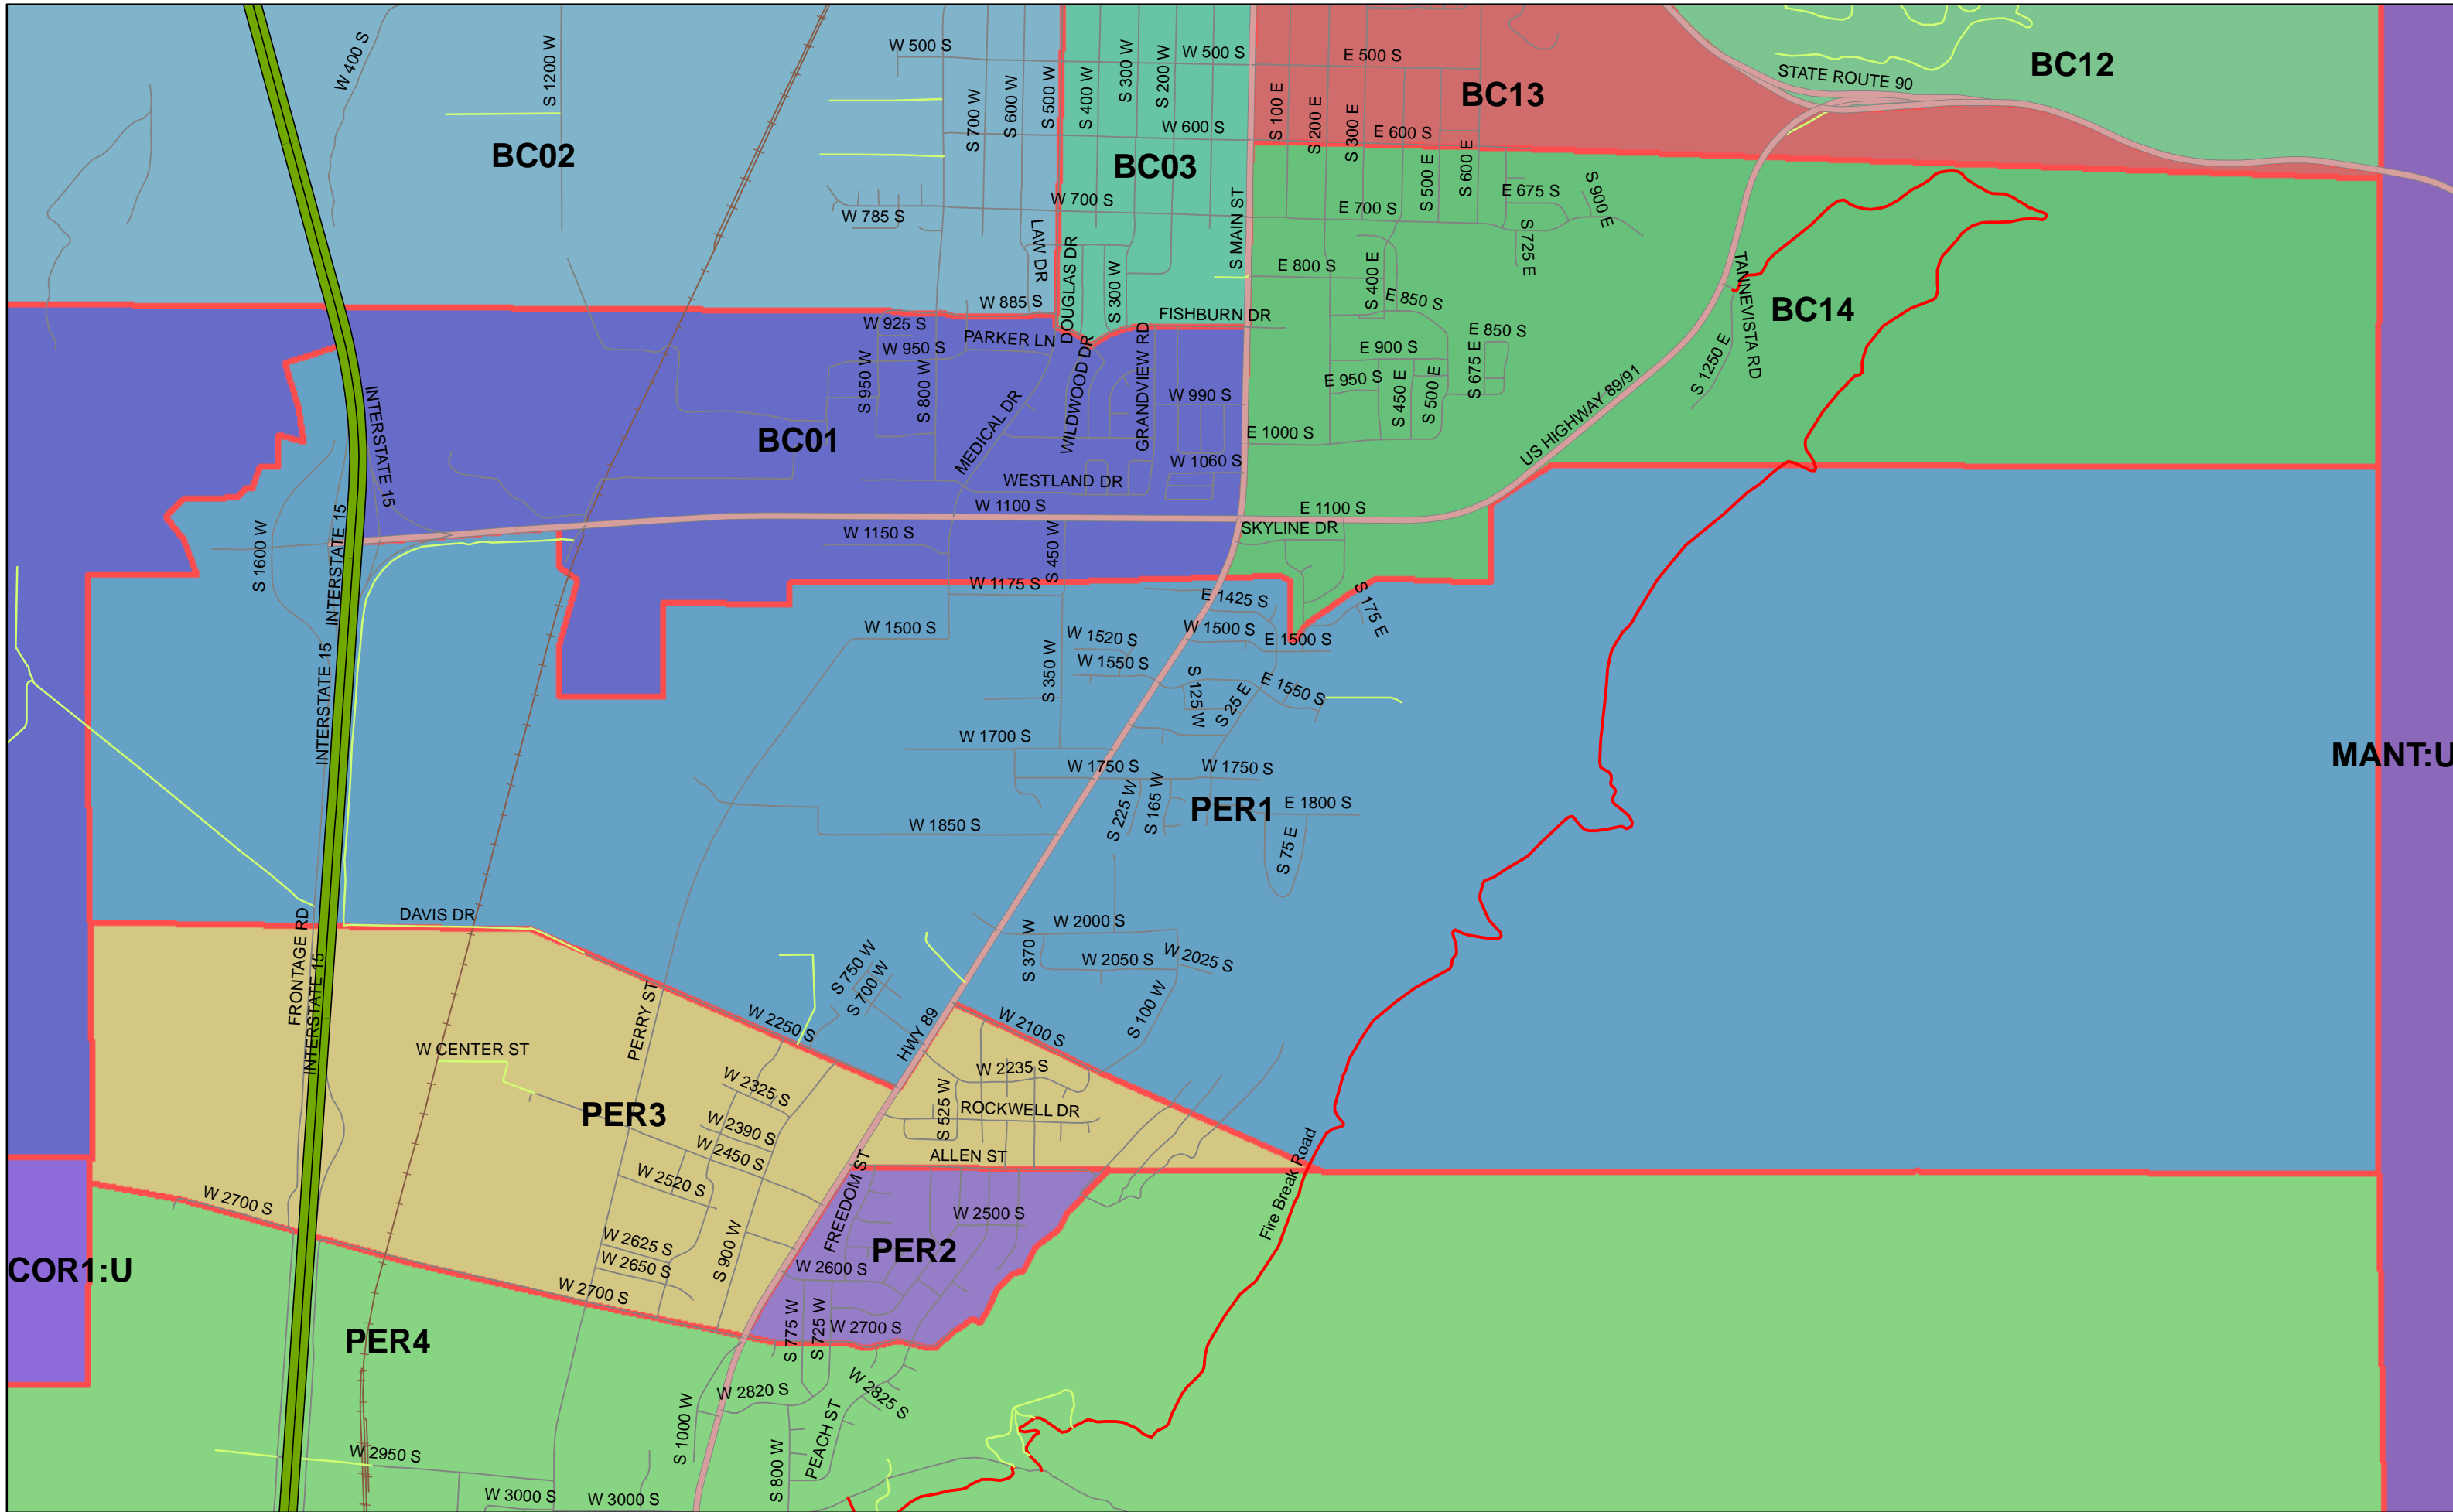 W 400 S
S 1200 W
W 500 S
S 700 W
S 600 W
S 500 W
S 400 W
S 300 W
S 200 W
W 500 S
E 500 S
BC13
STATE ROUTE 90
BC12
BC02
W 600 S
BC03
S 100 E
S 200 E
S 300 E
E 600 S
S 500 E
S 600 E
W 785 S
W 700 S
E 700 S
E 675 S
S 900 E
S 725 E
LAW DR
DOUGLAS DR
S 300 W
S MAIN ST
E 800 S
S 400 E
E 850 S
E 850 S
TANNEVISTA RD
BC14
W 885 S
FISHBURN DR
W 925 S
W 950 S
PARKER LN
S 950 W
S 800 W
MEDICAL DR
WILDWOOD DR
GRANDVIEW RD
W 990 S
E 900 S
E 950 S
S 450 E
S 500 E
S 675 E
S 1250 E
US HIGHWAY 89/91
INTERSTATE 15
BC01
E 1000 S
W 1060 S
WESTLAND DR
W 1100 S
E 1100 S
SKYLINE DR
S 1600 W
INTERSTATE 15
W 1150 S
S 450 W
W 1175 S
E 1425 S
S 175 E
W 1500 S
W 1520 S
W 1500 S
E 1500 S
W 1550 S
S 350 W
S 125 W
S 25 E
E 1550 S
INTERSTATE 15
W 1700 S
W 1750 S
W 1750 S
MANT:U
S 225 W
S 165 W
PER1
E 1800 S
S 75 E
W 1850 S
DAVIS DR
FRONTAGE RD
INTERSTATE 15
W 2000 S
S 370 W
W 2050 S
W 2025 S
S 750 W
S 700 W
S 100 W
PERRY ST
W 2250 S
HWY 89
W 2100 S
W CENTER ST
W 2235 S
W 2325 S
PER3
S 525 W
ROCKWELL DR
W 2390 S
W 2450 S
ALLEN ST
W 2520 S
FREEDOM ST
Fire Break Road
W 2700 S
W 2500 S
PER2
W 2625 S
W 2650 S
S 900 W
W 2600 S
COR1:U
W 2700 S
S 775 W
S 725 W
W 2700 S
PER4
W 2820 S
W 2825 S
S 1000 W
PEACH ST
S 800 W
W 2950 S
W 3000 S
W 3000 S